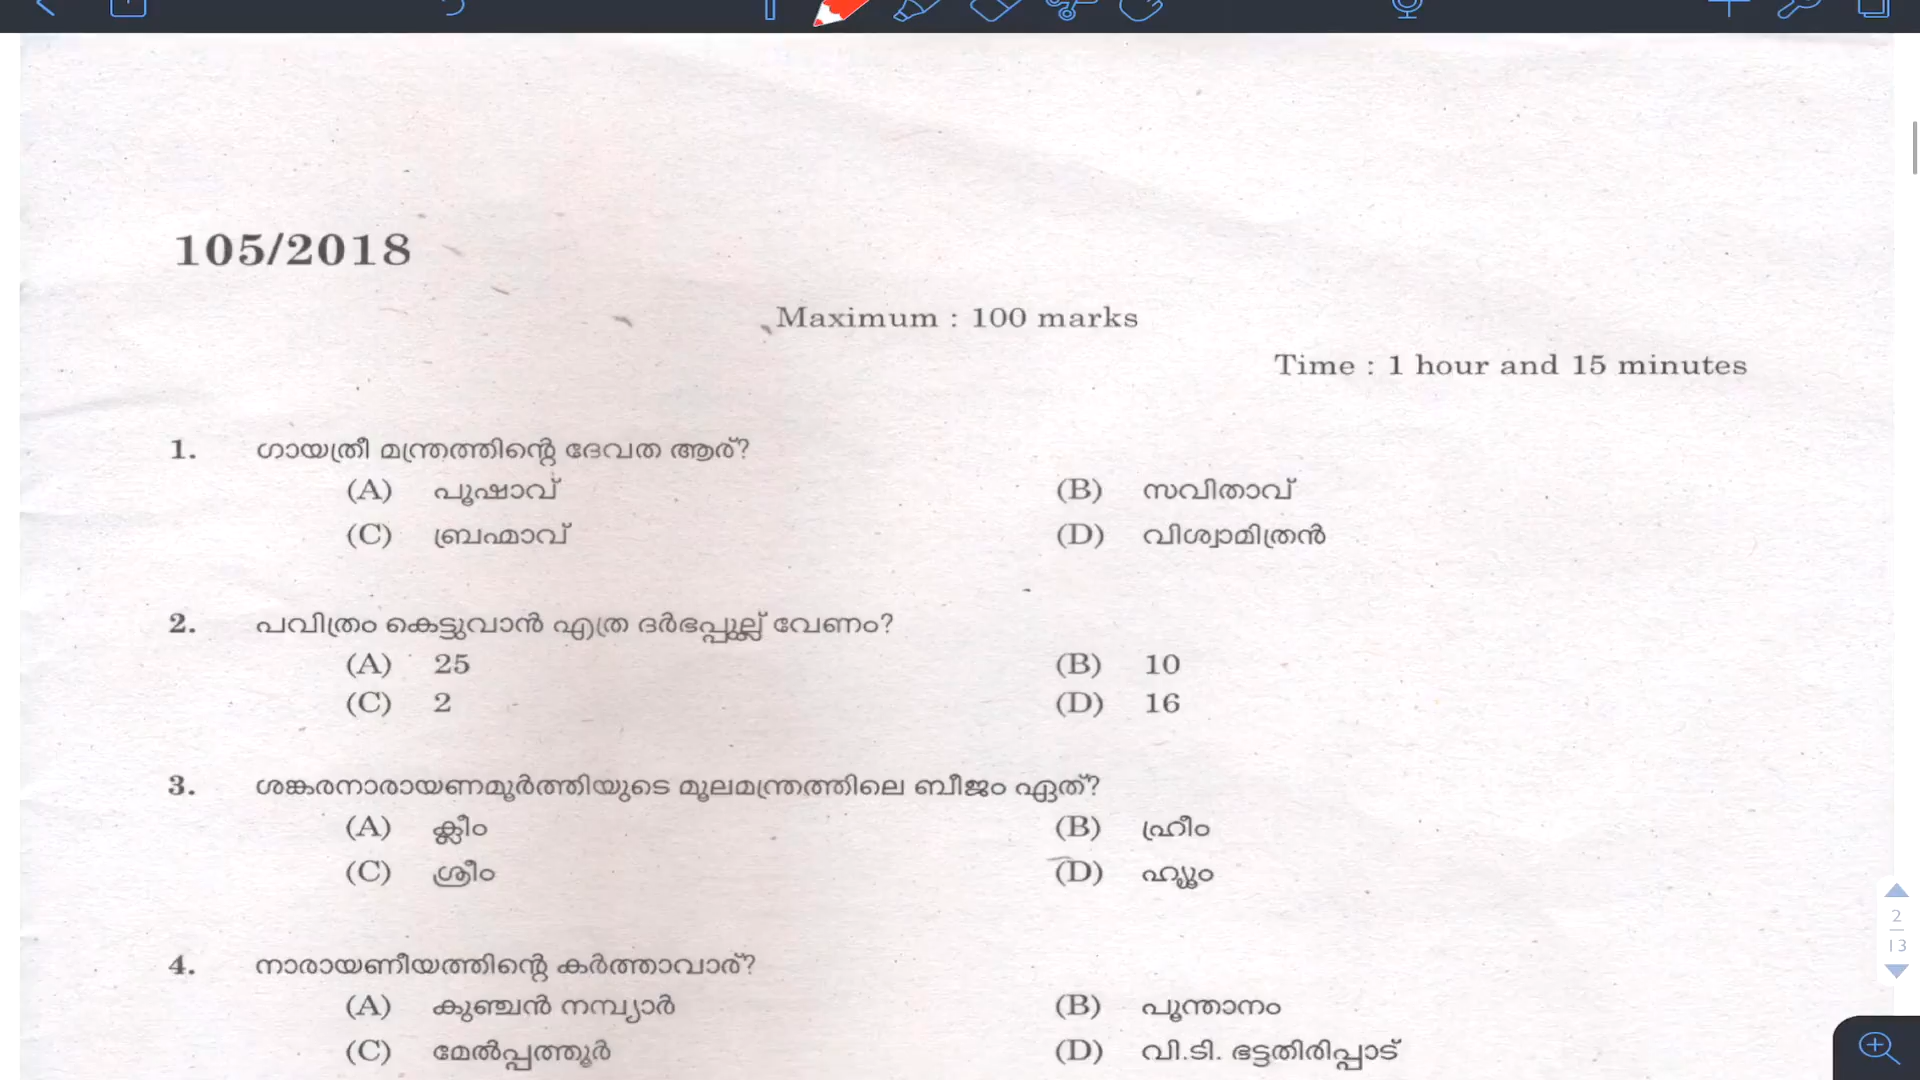 105/2018
Maximum : 100 marks
Time : 1 hour and 15 minutes
1. ഗായത്രീ മന്ത്രത്തിന്റെ ദേവത ആര്?
(A) പൂഷാവ് (B) സവിതാവ്
(C) ബ്രഹ്മാവ് (D) വിശ്വാമിത്രൻ
2. പവിത്രം കെട്ടുവാൻ എത്ര ദർഭപ്പുല്ല് വേണം?
(A) 25 (B) 10
(C) 2 (D) 16
3. ശങ്കരനാരായണമൂർത്തിയുടെ മൂലമന്ത്രത്തിലെ ബീജം ഏത്?
(A) ക്ലീം (B) ഹ്രീം
(C) ശ്രീം (D)
4. നാരായണീയത്തിന്റെ കർത്താവാര്?
(A) കുഞ്ചൻ നമ്പ്യാർ (B) പൂന്താനം
(C) മേൽപ്പത്തൂർ (D) വി.ടി. ഭട്ടതിരിപ്പാട്
2
13